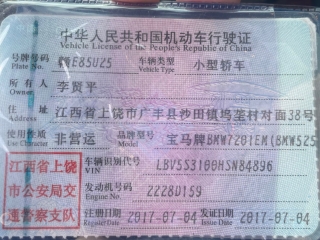 中华人民共和国机动车行驶证
Vehicle License of the People's Republic of China
号牌号码 E85U25 车辆类型 小型轿车
Plate No. Vehicle Type
所有人 李贤平
Owner
住址 江西省上饶市广丰县沙田镇坞垄村对面38号
Address
使用性质 非营运 品牌型号 宝马牌BMW7201EM(BMW525
Use Character Model
江西省上饶 车辆识别代号 LBV5S3100HSN84896
VIN
市公安局交 发动机号码 2228D159
Engine No.
通警察支队 注册日期 2017-07-04 发证日期 2017-07-04
Register Date Issue Date